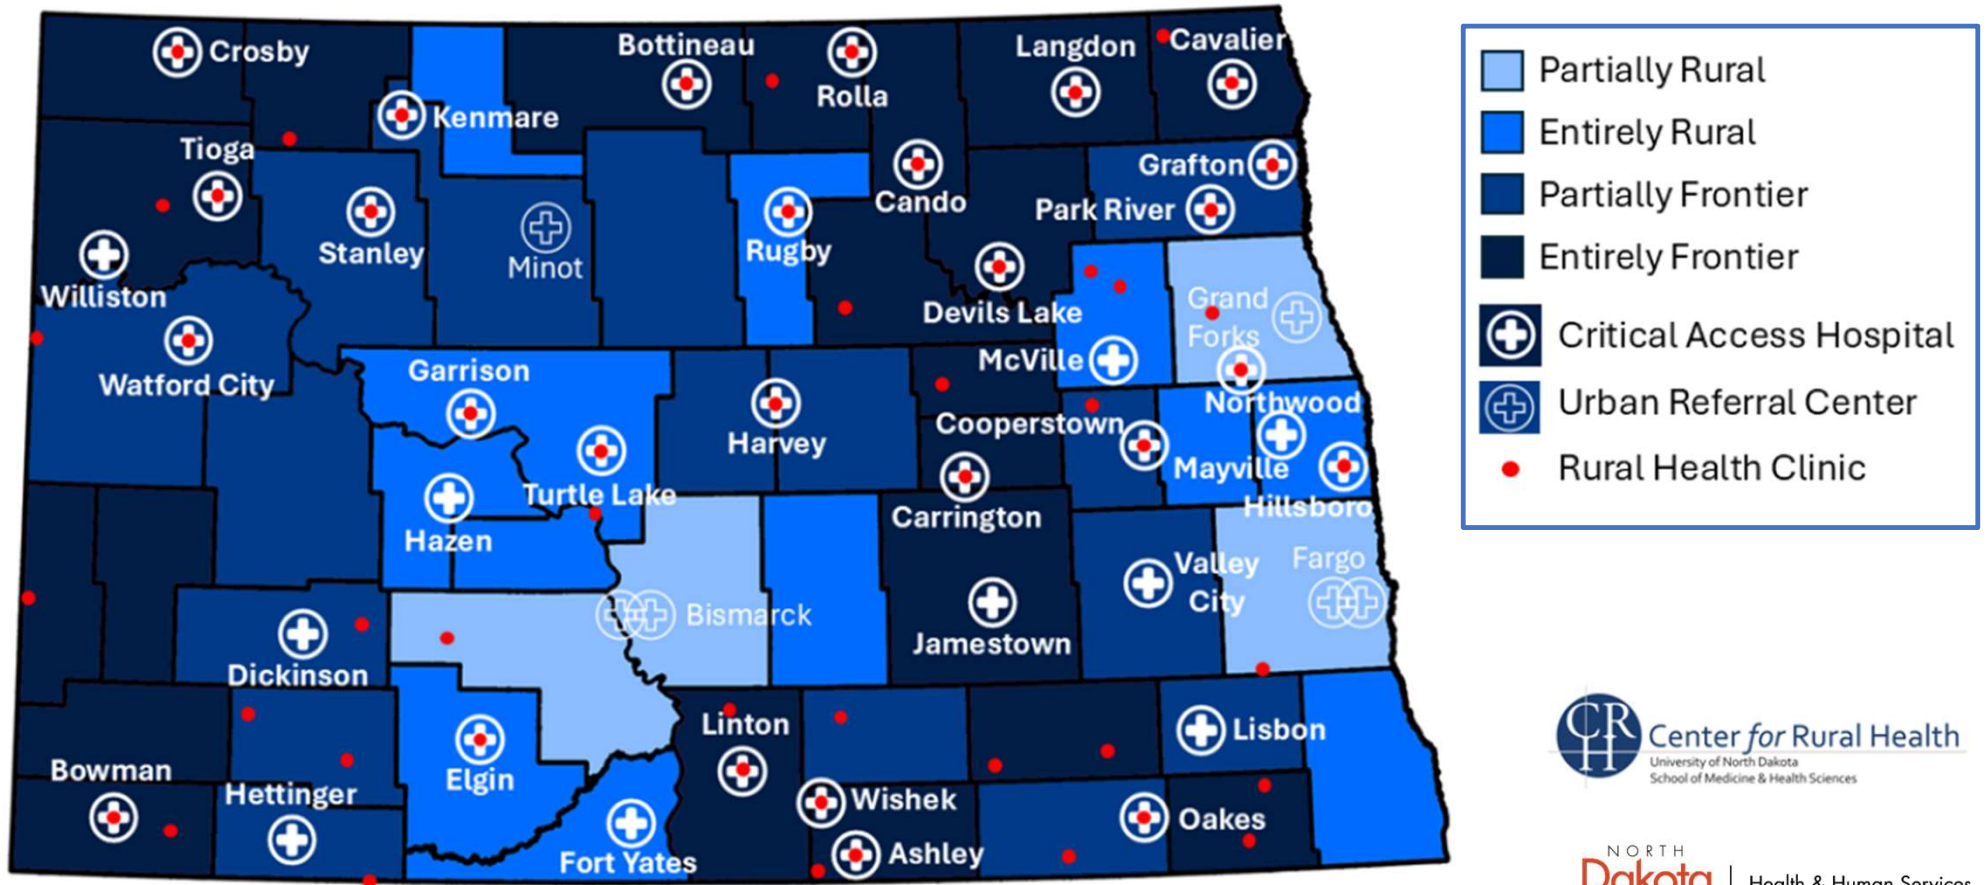 Crosby
Bottineau
Rolla
Langdon
Cavalier
Kenmare
Tioga
Stanley
Minot
Rugby
Cando
Grafton
Park River
Williston
Devils Lake
Grand
Forks
Watford City
Garrison
McVille
Northwood
Harvey
Cooperstown
Mayville
Turtle Lake
Hillsboro
Carrington
Hazen
Valley
City
Fargo
Bismarck
Jamestown
Dickinson
Linton
Lisbon
Bowman
Elgin
Hettinger
Wishek
Oakes
Fort Yates
Ashley
Partially Rural
Entirely Rural
Partially Frontier
Entirely Frontier
Critical Access Hospital
Urban Referral Center
Rural Health Clinic
CRH
Center for Rural Health
University of North Dakota
School of Medicine & Health Sciences
NORTH
Dakota
Health & Human Services